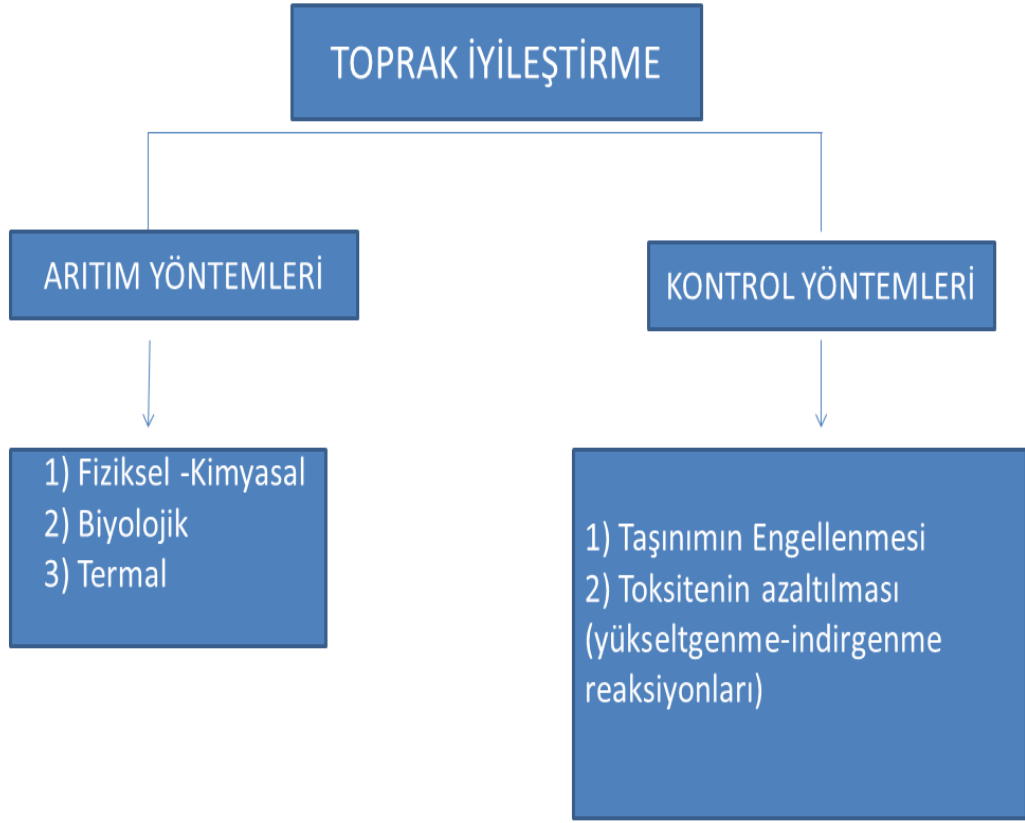 TOPRAK İYİLEŞTİRME
ARITIM YÖNTEMLERİ
KONTROL YÖNTEMLERİ
1) Fiziksel -Kimyasal
2) Biyolojik
3) Termal
1) Taşınımın Engellenmesi
2) Toksitenin azaltılması
(yükseltgenme-indirgenme
reaksiyonları)